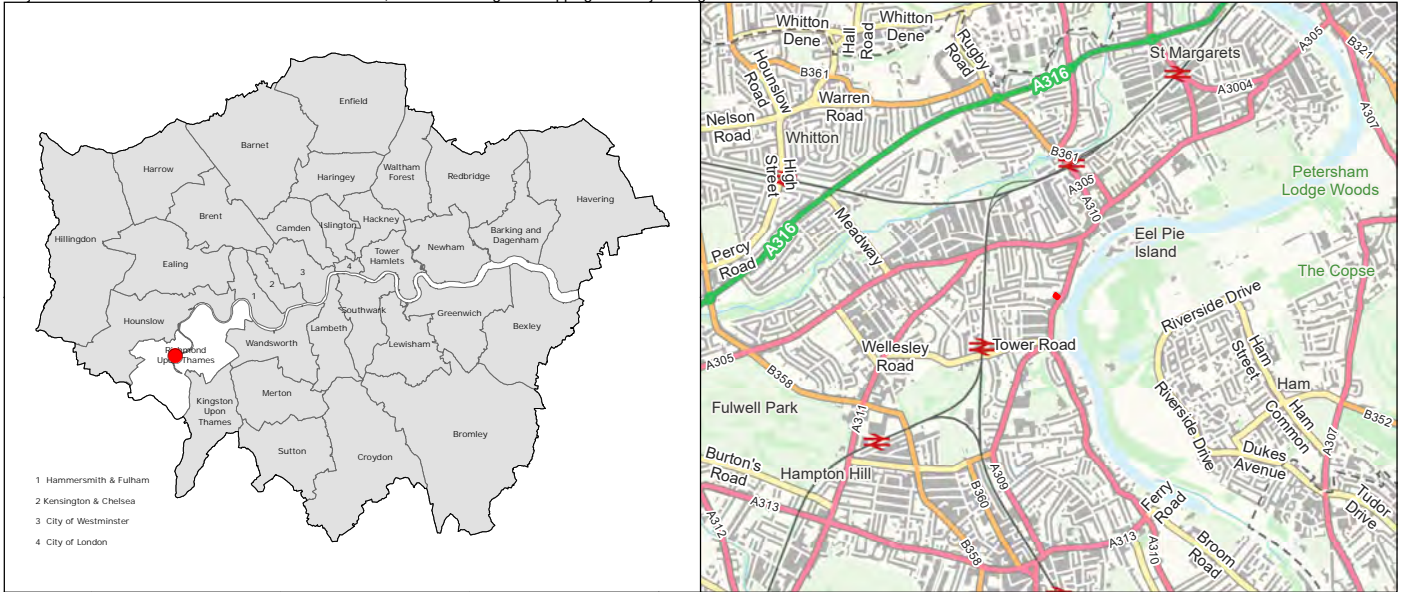 Enfield
Barnet
Harrow
Haringey
Waltham
Forest
Redbridge
Havering
Brent
Camden
Islington
Hackney
Barking and
Dagenham
Hillingdon
Ealing
Tower
Hamlets
Newham
3
4
2
1
8
Hounslow
Southwark
Greenwich
Bexley
Lambeth
Wandsworth
Lewisham
Richmond
Upon Thames
Merton
Kingston
Upon
Thames
Bromley
Sutton
Croydon
1 Hammersmith & Fulham
2 Kensington & Chelsea
3 City of Westminster
4 City of London
Whitton
Dene
Hall
Road
Whitton
Dene
Rugby
Road
St Margarets
A305
B321
Hounslow
Road
B361
A316
A3004
A307
Warren
Road
Nelson
Road
Whitton
High
Street
B361
A305
A310
Petersham
Lodge Woods
Meadway
Eel Pie
Island
Percy
Road
A316
The Copse
Riverside Drive
Tower Road
Wellesley
Road
Ham
Street
A305
B358
Ham
Fulwell Park
Riverside Drive
Ham
Common
B352
A311
A307
Dukes
Avenue
Burton's
Road
Hampton Hill
A309
B360
Ferry
Road
Tudor
Drive
A313
A312
B358
A313
A310
Broom
Road